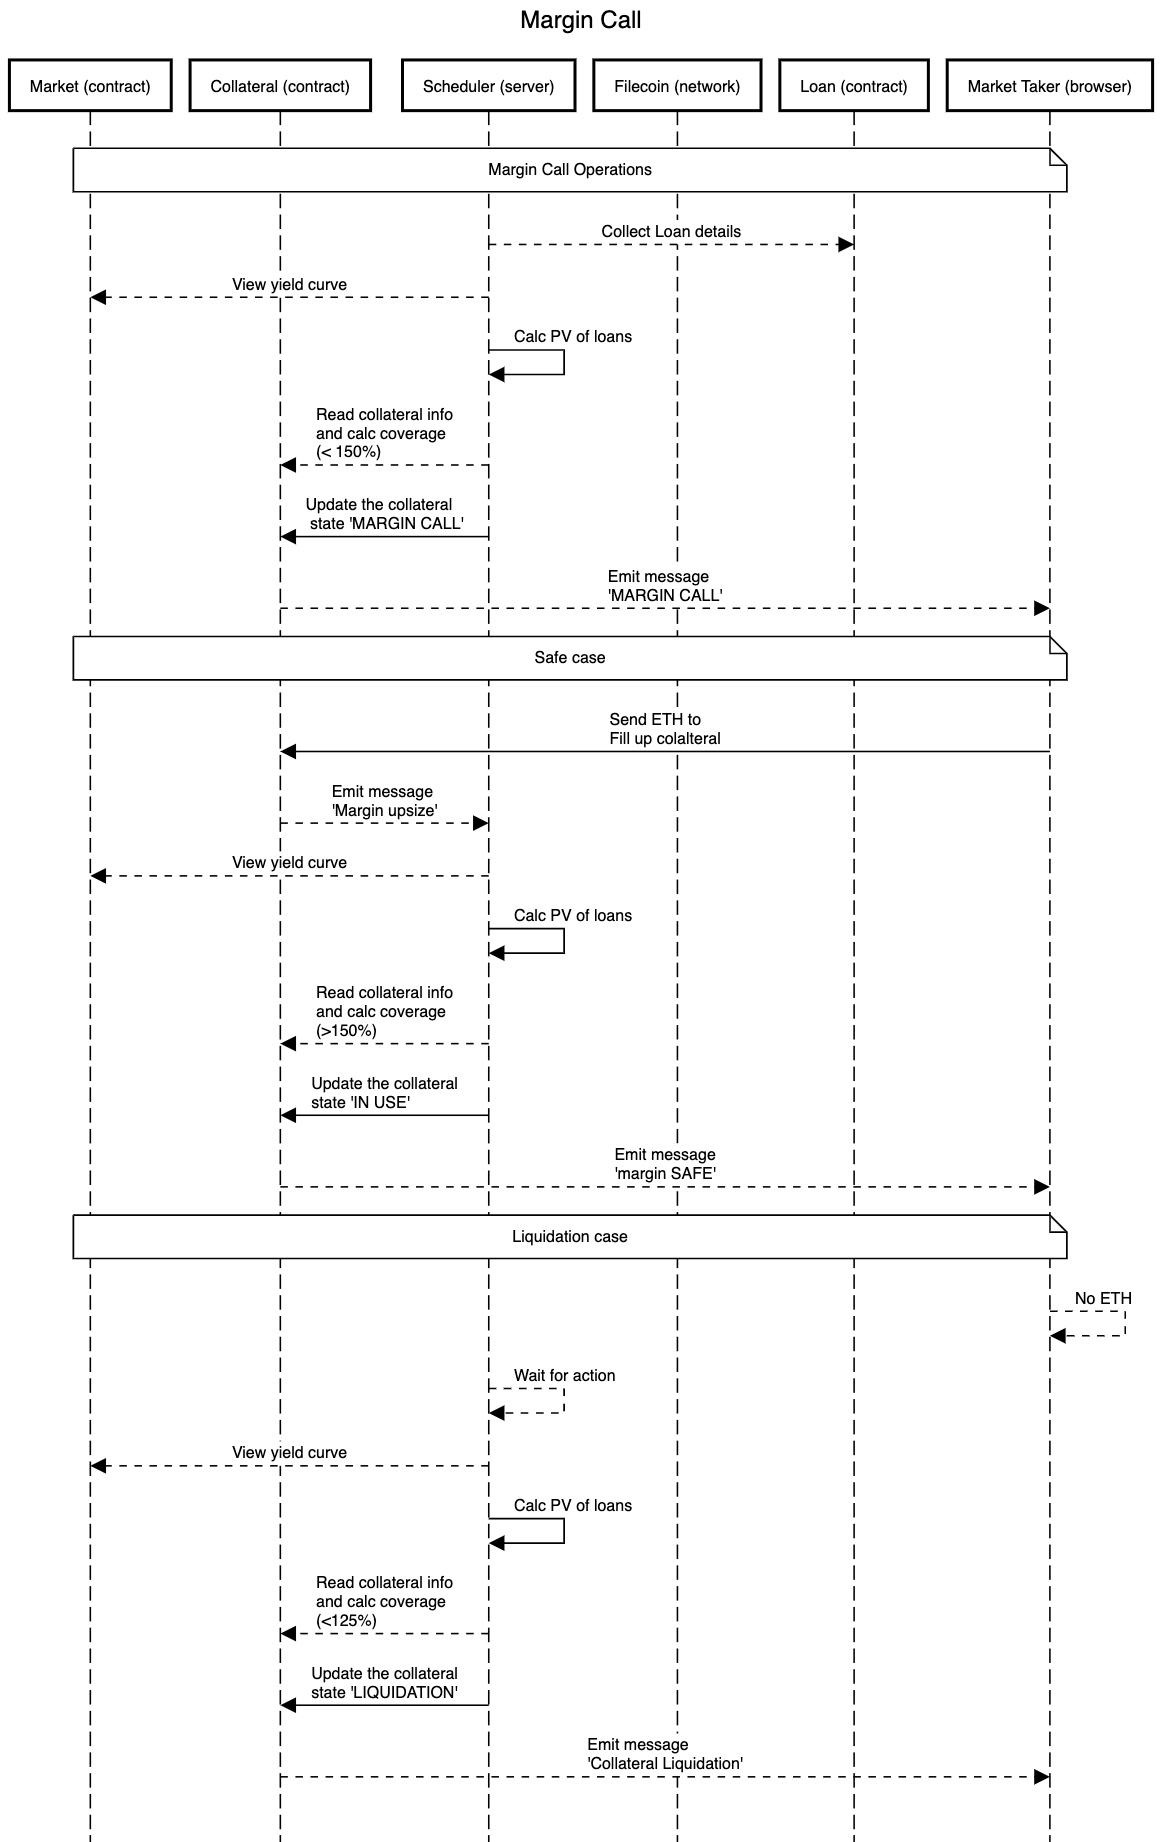 Margin Call
Market (contract)
Collateral (contract)
Scheduler (server)
Filecoin (network)
Loan (contract)
Market Taker (browser)
Margin Call Operations
Collect Loan details
View yield curve
Calc PV of loans
Read collateral info
and calc coverage
(< 150%)
Update the collateral
state 'MARGIN CALL'
Emit message
'MARGIN CALL'
Safe case
Send ETH to
Fill up colalteral
Emit message
'Margin upsize'
View yield curve
Calc PV of loans
Read collateral info
and calc coverage
(>150%)
Update the collateral
state 'IN USE'
Emit message
'margin SAFE'
Liquidation case
No ETH
Wait for action
View yield curve
Calc PV of loans
Read collateral info
and calc coverage
(<125%)
Update the collateral
state 'LIQUIDATION'
Emit message
'Collateral Liquidation'